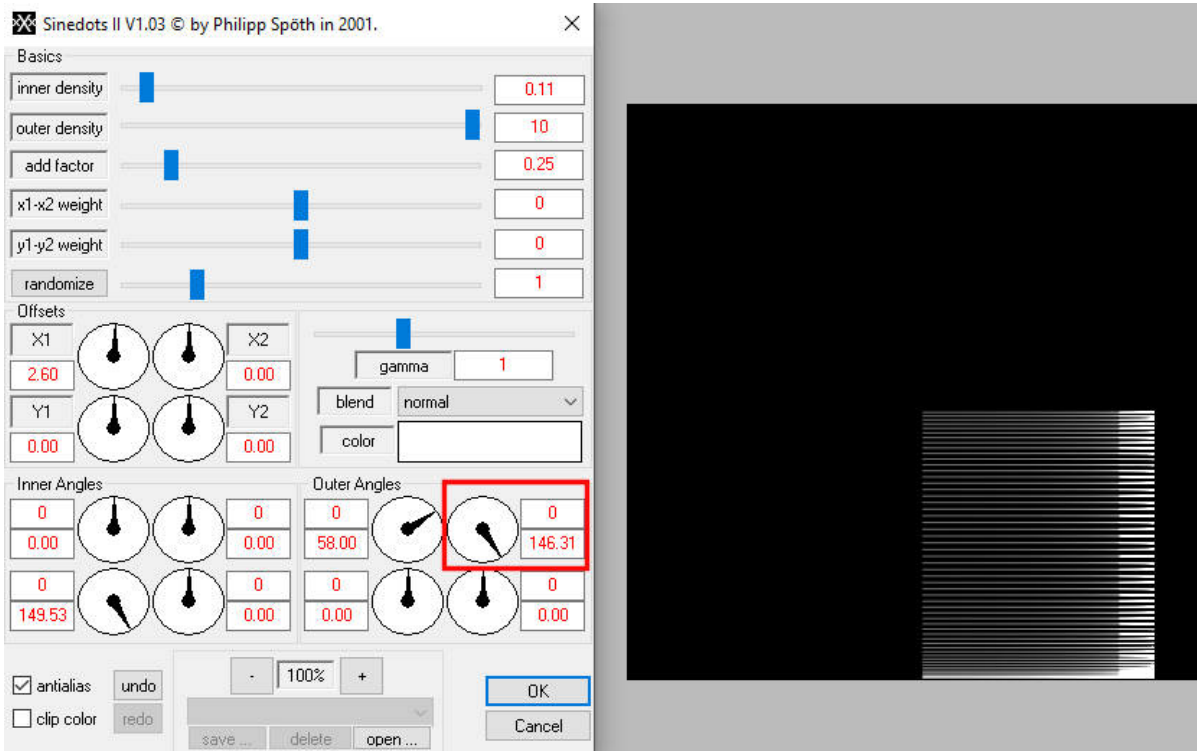 Sinedots II V1.03 © by Philipp Spöth in 2001.
Basics
inner density 0.11
outer density 10
add factor 0.25
x1-x2 weight 0
y1-y2 weight 0
randomize 1
Offsets
X1 X2
2.60 0.00
gamma 1
Y1 Y2
blend normal
0.00 0.00
color
Inner Angles Outer Angles
0 0 0 0
0.00 0.00 58.00 146.31
0 0 0 0
149.53 0.00 0.00 0.00
antialias undo - 100% + OK
clip color redo Cancel
save ... delete open ...